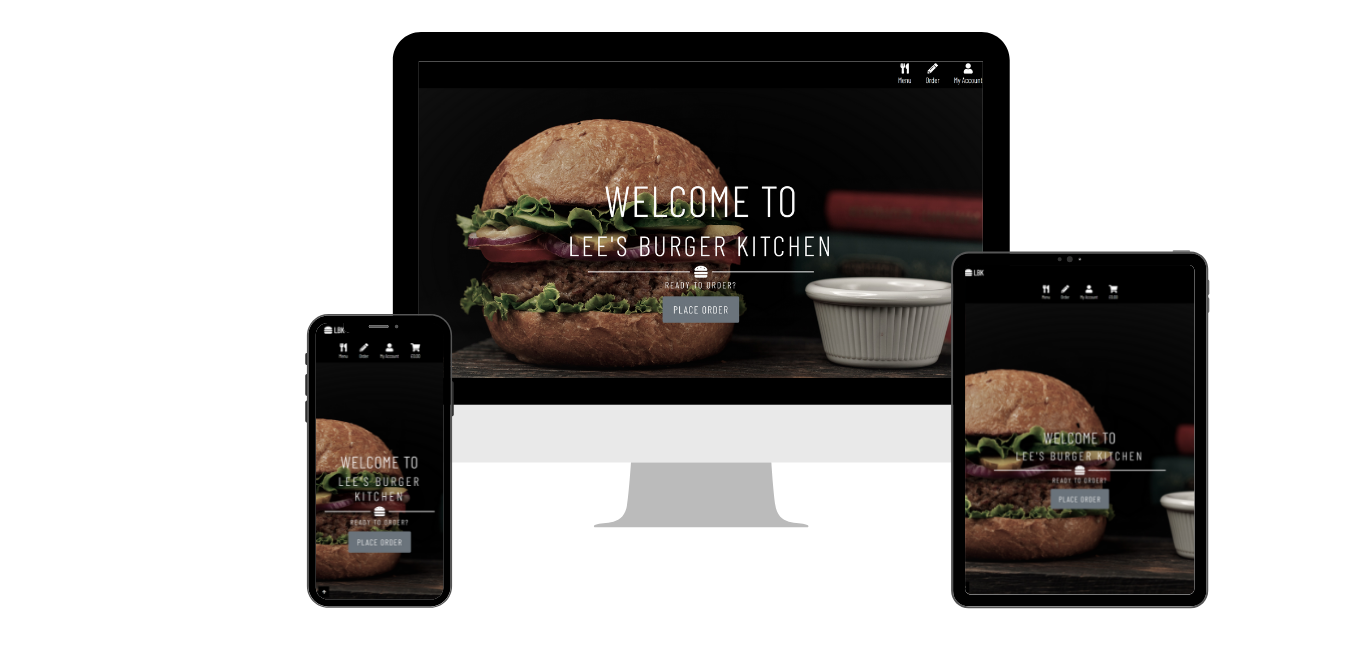 Menu Order My Account
WELCOME TO
LEE'S BURGER KITCHEN
READY TO ORDER?
PLACE ORDER
LBK
Menu Order My Account
WELCOME TO
LEE'S BURGER
KITCHEN
READY TO ORDER?
PLACE ORDER
LBK
Menu Order My Account £0.00
WELCOME TO
LEE'S BURGER KITCHEN
READY TO ORDER?
PLACE ORDER